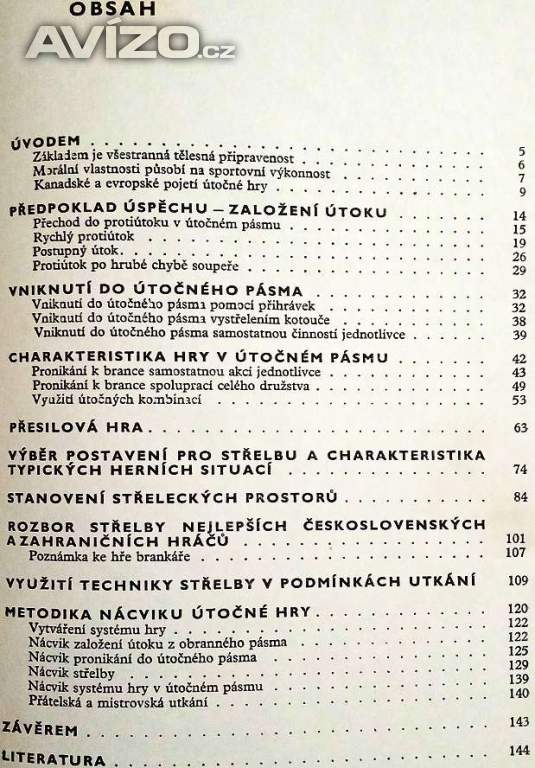 OBSAH
AVÍZO.cz
ÚVODEM . . . . . 5
Základem je všestranná tělesná připravenost . . . . . 6
Morální vlastnosti působí na sportovní výkonnost . . . . . 7
Kanadské a evropské pojetí útočné hry . . . . . 9
PŘEDPOKLAD ÚSPĚCHU – ZALOŽENÍ ÚTOKU . . . . . 14
Přechod do protiútoku v útočném pásmu . . . . . 15
Rychlý protiútok . . . . . 19
Postupný útok . . . . . 26
Protiútok po hrubé chybě soupeře . . . . . 29
VNIKNUTÍ DO ÚTOČNÉHO PÁSMA . . . . . 32
Vniknutí do útočného pásma pomocí přihrávek . . . . . 32
Vniknutí do útočného pásma vystřelením kotouče . . . . . 38
Vniknutí do útočného pásma samostatnou činností jednotlivce . . . . . 39
CHARAKTERISTIKA HRY V ÚTOČNÉM PÁSMU . . . . . 42
Pronikání k brance samostatnou akcí jednotlivce . . . . . 43
Pronikání k brance spoluprací celého družstva . . . . . 49
Využití útočných kombinací . . . . . 53
PŘESILOVÁ HRA . . . . . 63
VÝBĚR POSTAVENÍ PRO STŘELBU A CHARAKTERISTIKA
TYPICKÝCH HERNÍCH SITUACÍ . . . . . 74
STANOVENÍ STŘELECKÝCH PROSTORŮ . . . . . 84
ROZBOR STŘELBY NEJLEPŠÍCH ČESKOSLOVENSKÝCH
A ZAHRANIČNÍCH HRÁČŮ . . . . . 101
Poznámka ke hře brankáře . . . . . 107
VYUŽITÍ TECHNIKY STŘELBY V PODMÍNKÁCH UTKÁNÍ 109
METODIKA NÁCVIKU ÚTOČNÉ HRY . . . . . 120
Vytváření systému hry . . . . . 122
Nácvik založení útoku z obranného pásma . . . . . 122
Nácvik pronikání do útočného pásma . . . . . 125
Nácvik střelby . . . . . 129
Nácvik systému hry v útočném pásmu . . . . . 139
Přátelská a mistrovská utkání . . . . . 140
ZÁVĚREM . . . . . 143
LITERATURA . . . . . 144